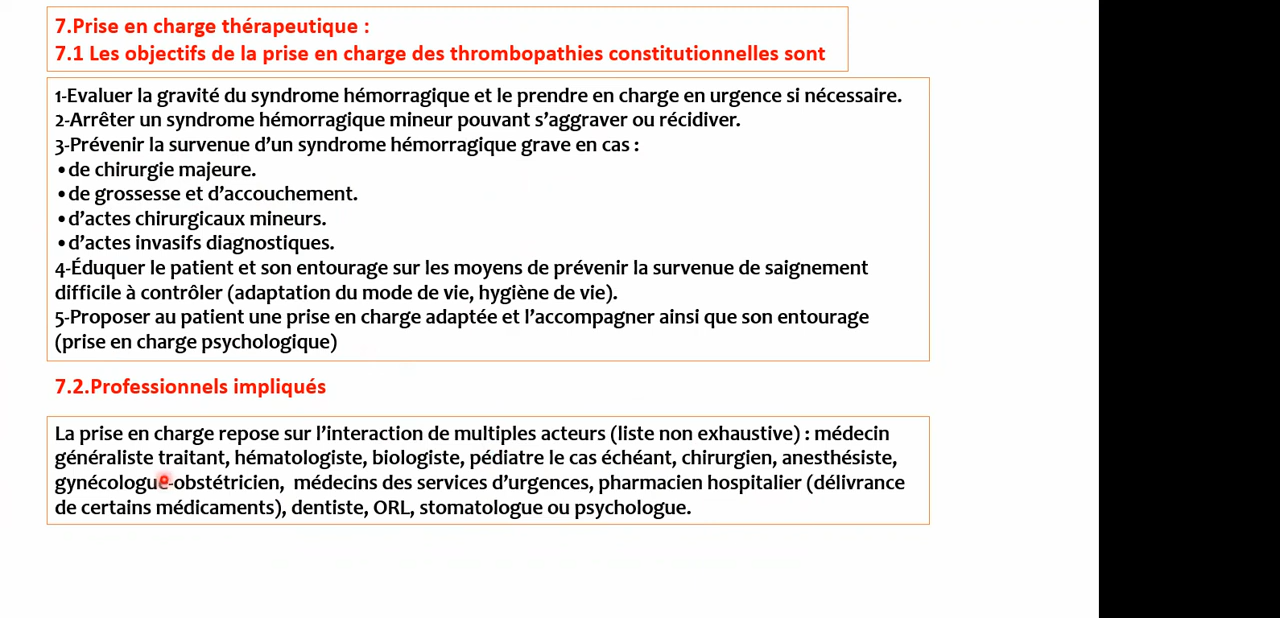 7.Prise en charge thérapeutique :
7.1 Les objectifs de la prise en charge des thrombopathies constitutionnelles sont
1-Evaluer la gravité du syndrome hémorragique et le prendre en charge en urgence si nécessaire.
2-Arrêter un syndrome hémorragique mineur pouvant s’aggraver ou récidiver.
3-Prévenir la survenue d’un syndrome hémorragique grave en cas :
•de chirurgie majeure.
•de grossesse et d’accouchement.
•d’actes chirurgicaux mineurs.
•d’actes invasifs diagnostiques.
4-Éduquer le patient et son entourage sur les moyens de prévenir la survenue de saignement
difficile à contrôler (adaptation du mode de vie, hygiène de vie).
5-Proposer au patient une prise en charge adaptée et l’accompagner ainsi que son entourage
(prise en charge psychologique)
7.2.Professionnels impliqués
La prise en charge repose sur l’interaction de multiples acteurs (liste non exhaustive) : médecin
généraliste traitant, hématologiste, biologiste, pédiatre le cas échéant, chirurgien, anesthésiste,
gynécologue-obstétricien, médecins des services d’urgences, pharmacien hospitalier (délivrance
de certains médicaments), dentiste, ORL, stomatologue ou psychologue.